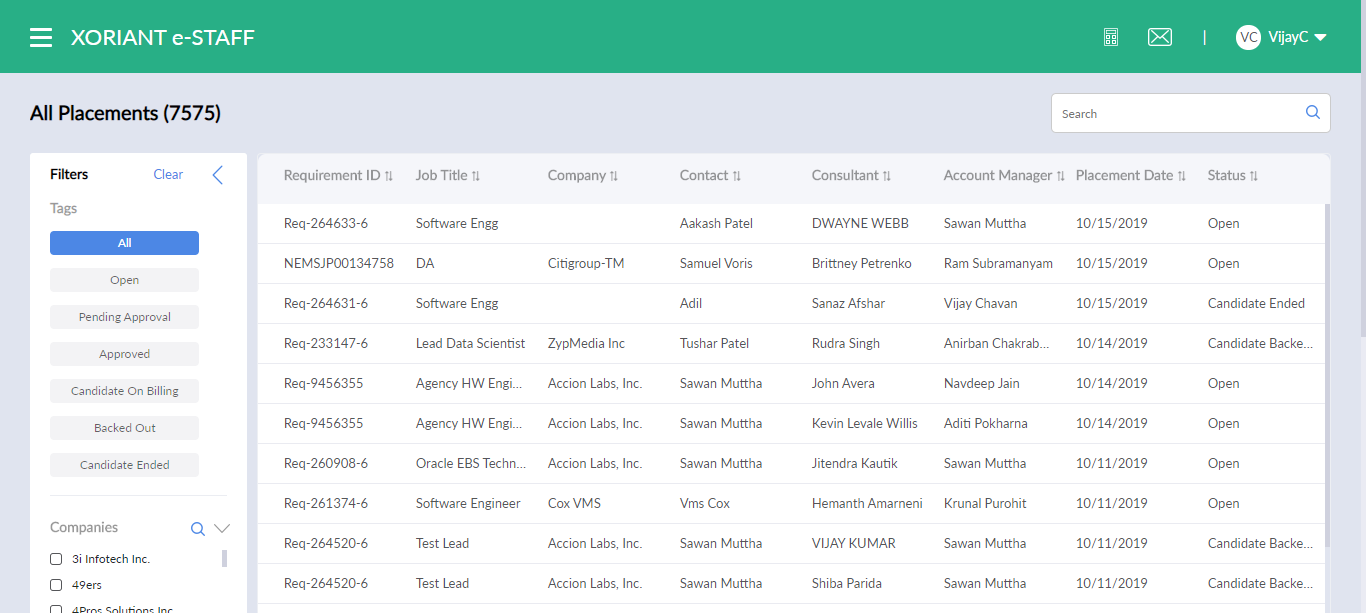 XORIANT e-STAFF
VC VijayC
All Placements (7575)
Search
Filters Clear
Tags
All
Open
Pending Approval
Approved
Candidate On Billing
Backed Out
Candidate Ended
Companies
3i Infotech Inc.
49ers
4Pros Solutions Inc
Requirement ID Job Title Company Contact Consultant Account Manager Placement Date Status
Req-264633-6 Software Engg Aakash Patel DWAYNE WEBB Sawan Muttha 10/15/2019 Open
NEMSJP00134758 DA Citigroup-TM Samuel Voris Brittney Petrenko Ram Subramanyam 10/15/2019 Open
Req-264631-6 Software Engg Adil Sanaz Afshar Vijay Chavan 10/15/2019 Candidate Ended
Req-233147-6 Lead Data Scientist ZypMedia Inc Tushar Patel Rudra Singh Anirban Chakrab... 10/14/2019 Candidate Backe...
Req-9456355 Agency HW Engi... Accion Labs, Inc. Sawan Muttha John Avera Navdeep Jain 10/14/2019 Open
Req-9456355 Agency HW Engi... Accion Labs, Inc. Sawan Muttha Kevin Levale Willis Aditi Pokharna 10/14/2019 Open
Req-260908-6 Oracle EBS Techn... Accion Labs, Inc. Sawan Muttha Jitendra Kautik Sawan Muttha 10/11/2019 Open
Req-261374-6 Software Engineer Cox VMS Vms Cox Hemanth Amarneni Krunal Purohit 10/11/2019 Open
Req-264520-6 Test Lead Accion Labs, Inc. Sawan Muttha VIJAY KUMAR Sawan Muttha 10/11/2019 Candidate Backe...
Req-264520-6 Test Lead Accion Labs, Inc. Sawan Muttha Shiba Parida Sawan Muttha 10/11/2019 Candidate Backe...